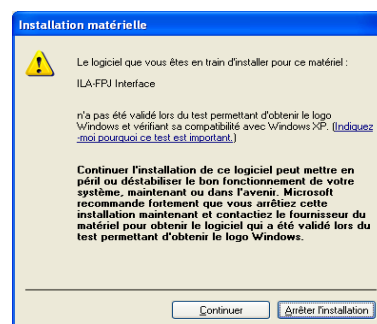 Installation matérielle
Le logiciel que vous êtes en train d'installer pour ce matériel :
ILA-FPJ Interface
n'a pas été validé lors du test permettant d'obtenir le logo
Windows et vérifiant sa compatibilité avec Windows XP. (Indiquez
-moi pourquoi ce test est important.)
Continuer l'installation de ce logiciel peut mettre en
péril ou déstabiliser le bon fonctionnement de votre
système, maintenant ou dans l'avenir. Microsoft
recommande fortement que vous arrêtiez cette
installation maintenant et contactiez le fournisseur du
matériel pour obtenir le logiciel qui a été validé lors du
test permettant d'obtenir le logo Windows.
Continuer
Arrêter l'installation